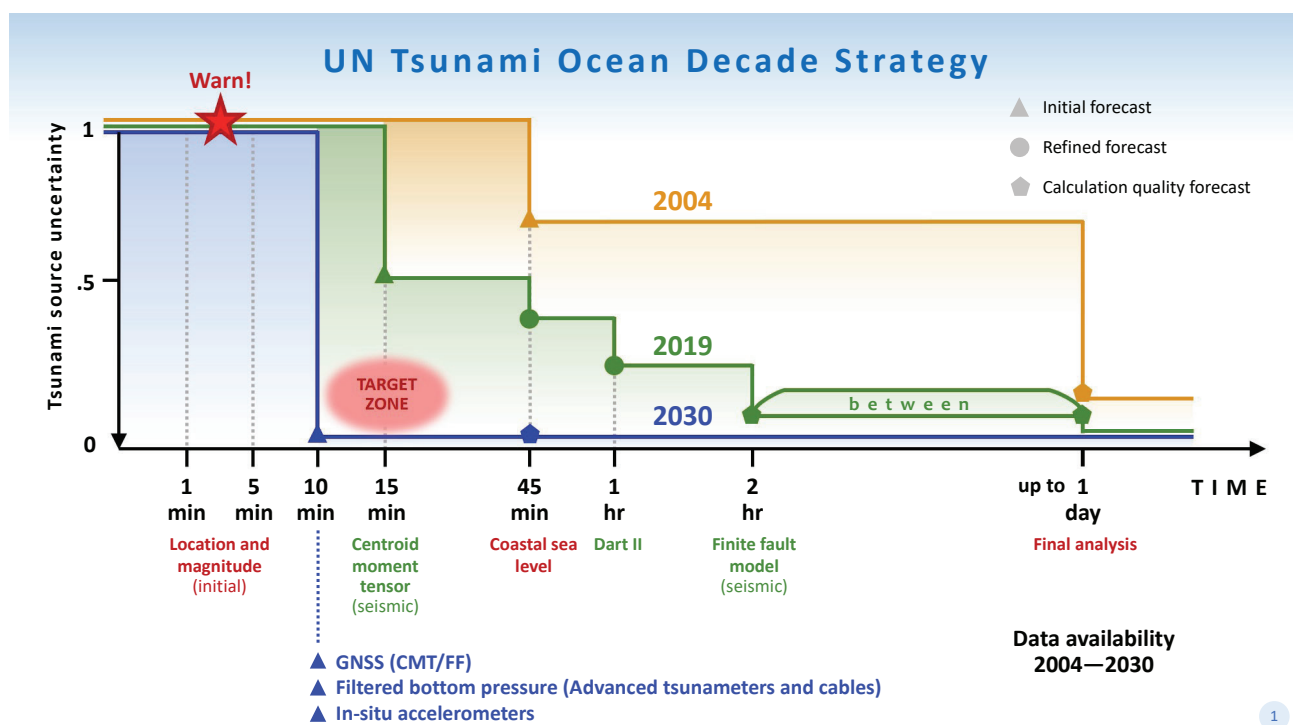 UN Tsunami Ocean Decade Strategy
Warn!
Initial forecast
Refined forecast
Calculation quality forecast
Tsunami source uncertainty
1
.5
0
2004
2019
2030
TARGET
ZONE
between
1
min
5
min
10
min
15
min
45
min
1
hr
2
hr
up to 1
day
TIME
Location and
magnitude
(initial)
Centroid
moment
tensor
(seismic)
Coastal sea
level
Dart II
Finite fault
model
(seismic)
Final analysis
GNSS (CMT/FF)
Filtered bottom pressure (Advanced tsunameters and cables)
In-situ accelerometers
Data availability
2004—2030
1